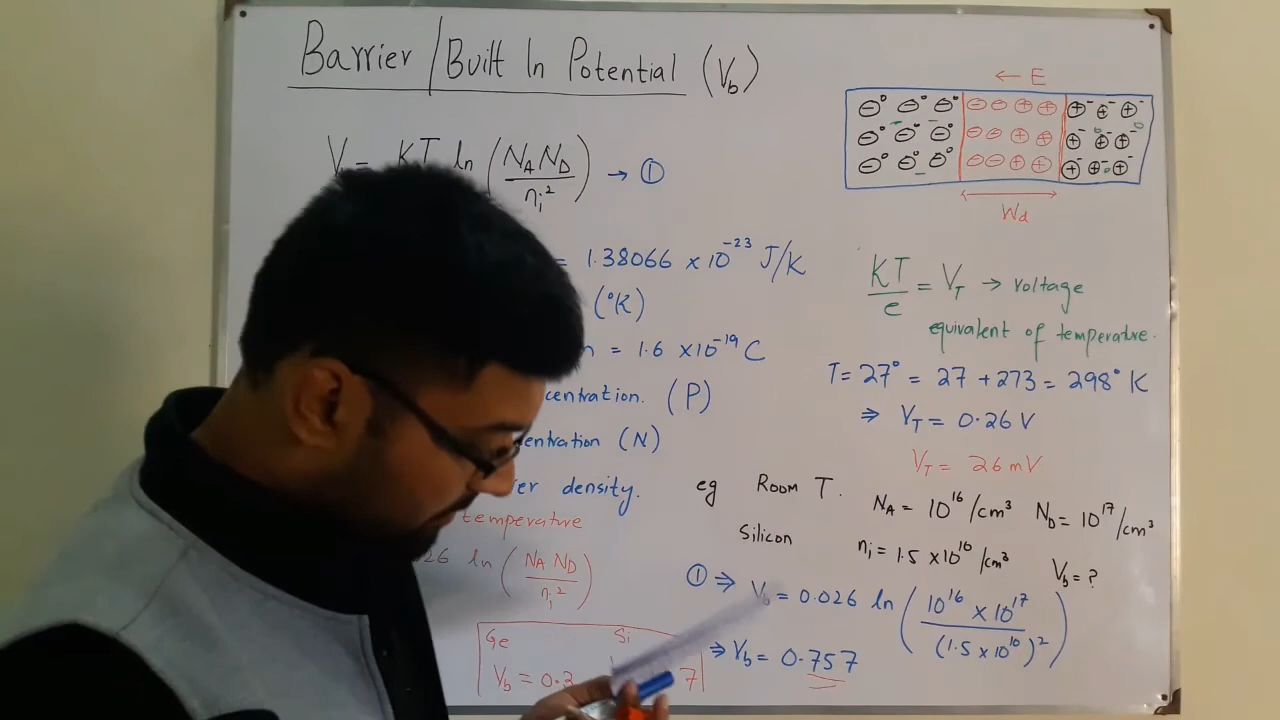 Barrier / Built In Potential (Vb)
KT ln (NA ND / ni²) → ①
= 1.38066 × 10⁻²³ J/K
(°K)
= 1.6 × 10⁻¹⁹ C
centration. (P)
entration (N)
er density.
temperature
26 ln (NA ND / ni²)
Ge Si
Vb = 0.3 7
← E
Wd
KT/e = VT → voltage
equivalent of temperature.
T = 27° = 27 + 273 = 298° K
⇒ VT = 0.26 V
VT = 26 mV
eg Room T. NA = 10¹⁶ /cm³ ND = 10¹⁷ /cm³
Silicon ni = 1.5 × 10¹⁰ /cm³ Vb = ?
① ⇒ Vb = 0.026 ln (10¹⁶ × 10¹⁷ / (1.5 × 10¹⁰)²)
⇒ Vb = 0.757